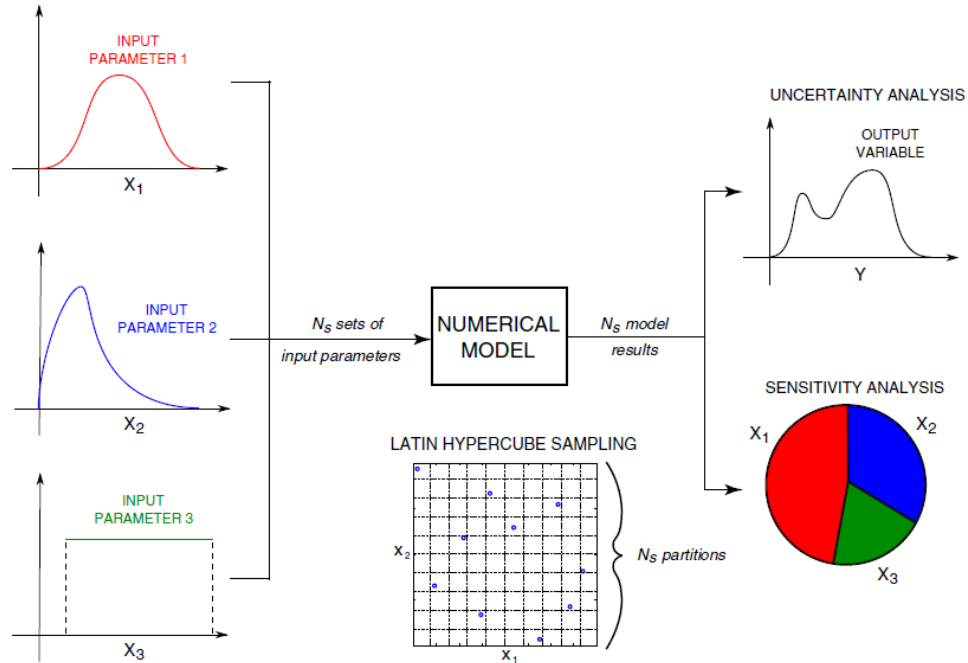 INPUT
PARAMETER 1
X₁
INPUT
PARAMETER 2
X₂
INPUT
PARAMETER 3
X₃
Nₛ sets of
input parameters
NUMERICAL
MODEL
Nₛ model
results
LATIN HYPERCUBE SAMPLING
x₂
x₁
Nₛ partitions
UNCERTAINTY ANALYSIS
OUTPUT
VARIABLE
Y
SENSITIVITY ANALYSIS
X₁
X₂
X₃